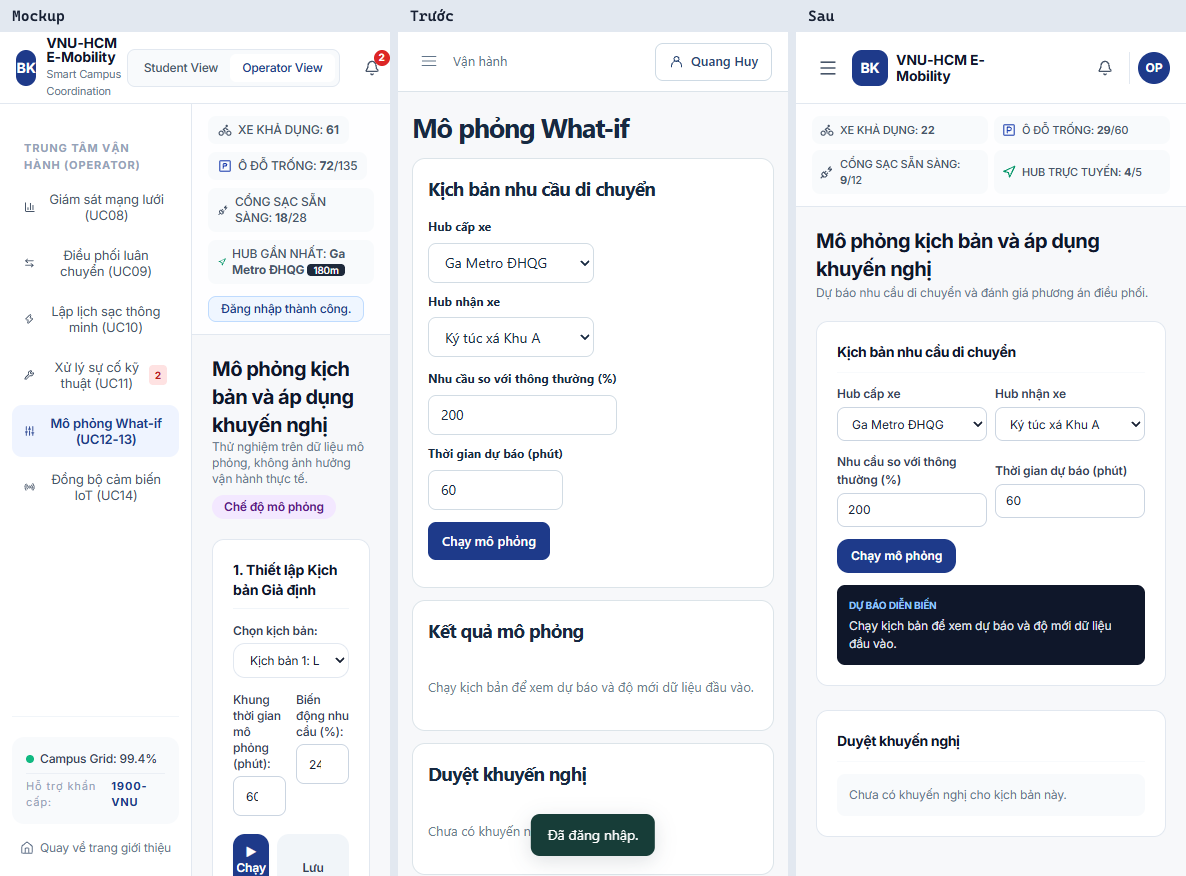 Mockup
BK
VNU-HCM
E-Mobility
Smart Campus
Coordination
Student View
Operator View
2
TRUNG TÂM VẬN
HÀNH (OPERATOR)
Giám sát mạng lưới
(UC08)
Điều phối luân
chuyển (UC09)
Lập lịch sạc thông
minh (UC10)
Xử lý sự cố kỹ
thuật (UC11)
2
Mô phỏng What-if
(UC12-13)
Đồng bộ cảm biến
IoT (UC14)
Campus Grid: 99.4%
Hỗ trợ khẩn
cấp:
1900-
VNU
Quay về trang giới thiệu
XE KHẢ DỤNG: 61
Ô ĐỖ TRỐNG: 72/135
CỔNG SẠC SẴN
SÀNG: 18/28
HUB GẦN NHẤT: Ga
Metro ĐHQG 180m
Đăng nhập thành công.
Mô phỏng kịch
bản và áp dụng
khuyến nghị
Thử nghiệm trên dữ liệu mô
phỏng, không ảnh hưởng
vận hành thực tế.
Chế độ mô phỏng
1. Thiết lập Kịch
bản Giả định
Chọn kịch bản:
Kịch bản 1: L
Khung
thời gian
mô
phỏng
(phút):
60
Biến
động nhu
cầu (%):
24
Chạy
Lưu
Trước
Vận hành
Quang Huy
Mô phỏng What-if
Kịch bản nhu cầu di chuyển
Hub cấp xe
Ga Metro ĐHQG
Hub nhận xe
Ký túc xá Khu A
Nhu cầu so với thông thường (%)
200
Thời gian dự báo (phút)
60
Chạy mô phỏng
Kết quả mô phỏng
Chạy kịch bản để xem dự báo và độ mới dữ liệu đầu vào.
Duyệt khuyến nghị
Chưa có khuyến n
Đã đăng nhập.
Sau
BK
VNU-HCM E-
Mobility
OP
XE KHẢ DỤNG: 22
Ô ĐỖ TRỐNG: 29/60
CỔNG SẠC SẴN SÀNG:
9/12
HUB TRỰC TUYẾN: 4/5
Mô phỏng kịch bản và áp dụng
khuyến nghị
Dự báo nhu cầu di chuyển và đánh giá phương án điều phối.
Kịch bản nhu cầu di chuyển
Hub cấp xe
Ga Metro ĐHQG
Hub nhận xe
Ký túc xá Khu A
Nhu cầu so với thông
thường (%)
200
Thời gian dự báo (phút)
60
Chạy mô phỏng
DỰ BÁO DIỄN BIẾN
Chạy kịch bản để xem dự báo và độ mới dữ liệu
đầu vào.
Duyệt khuyến nghị
Chưa có khuyến nghị cho kịch bản này.